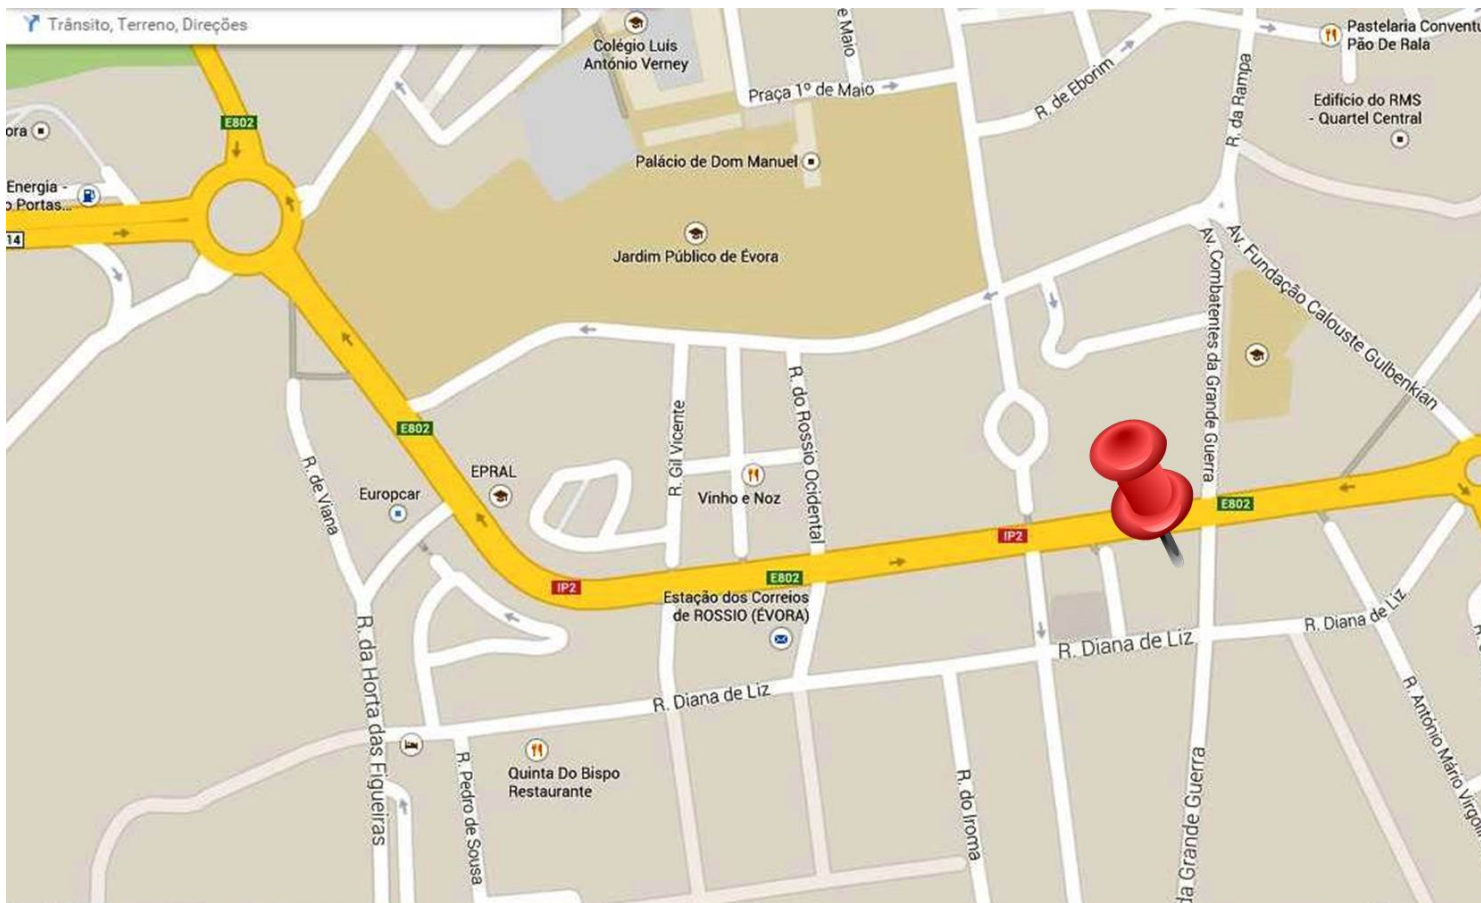 Trânsito, Terreno, Direções
Colégio Luís
António Verney
e Maio
Praça 1º de Maio
R. de Eborim
R. da Rampa
Pastelaria Conventu
Pão De Rala
Edifício do RMS
- Quartel Central
E802
ora
Palácio de Dom Manuel
Energia -
o Portas...
14
Jardim Público de Évora
Av. Combatentes da Grande Guerra
Av. Fundação Calouste Gulbenkian
R. do Rossio Ocidental
R. Gil Vicente
E802
EPRAL
Europcar
R. de Viana
Vinho e Noz
E802
IP2
IP2
E802
Estação dos Correios
de ROSSIO (ÉVORA)
R. Diana de Liz
R. Diana de Liz
R. Diana de Liz
R. da Horta das Figueiras
R. Pedro de Sousa
Quinta Do Bispo
Restaurante
R. do Iroma
da Grande Guerra
R. António Mário Virgolin